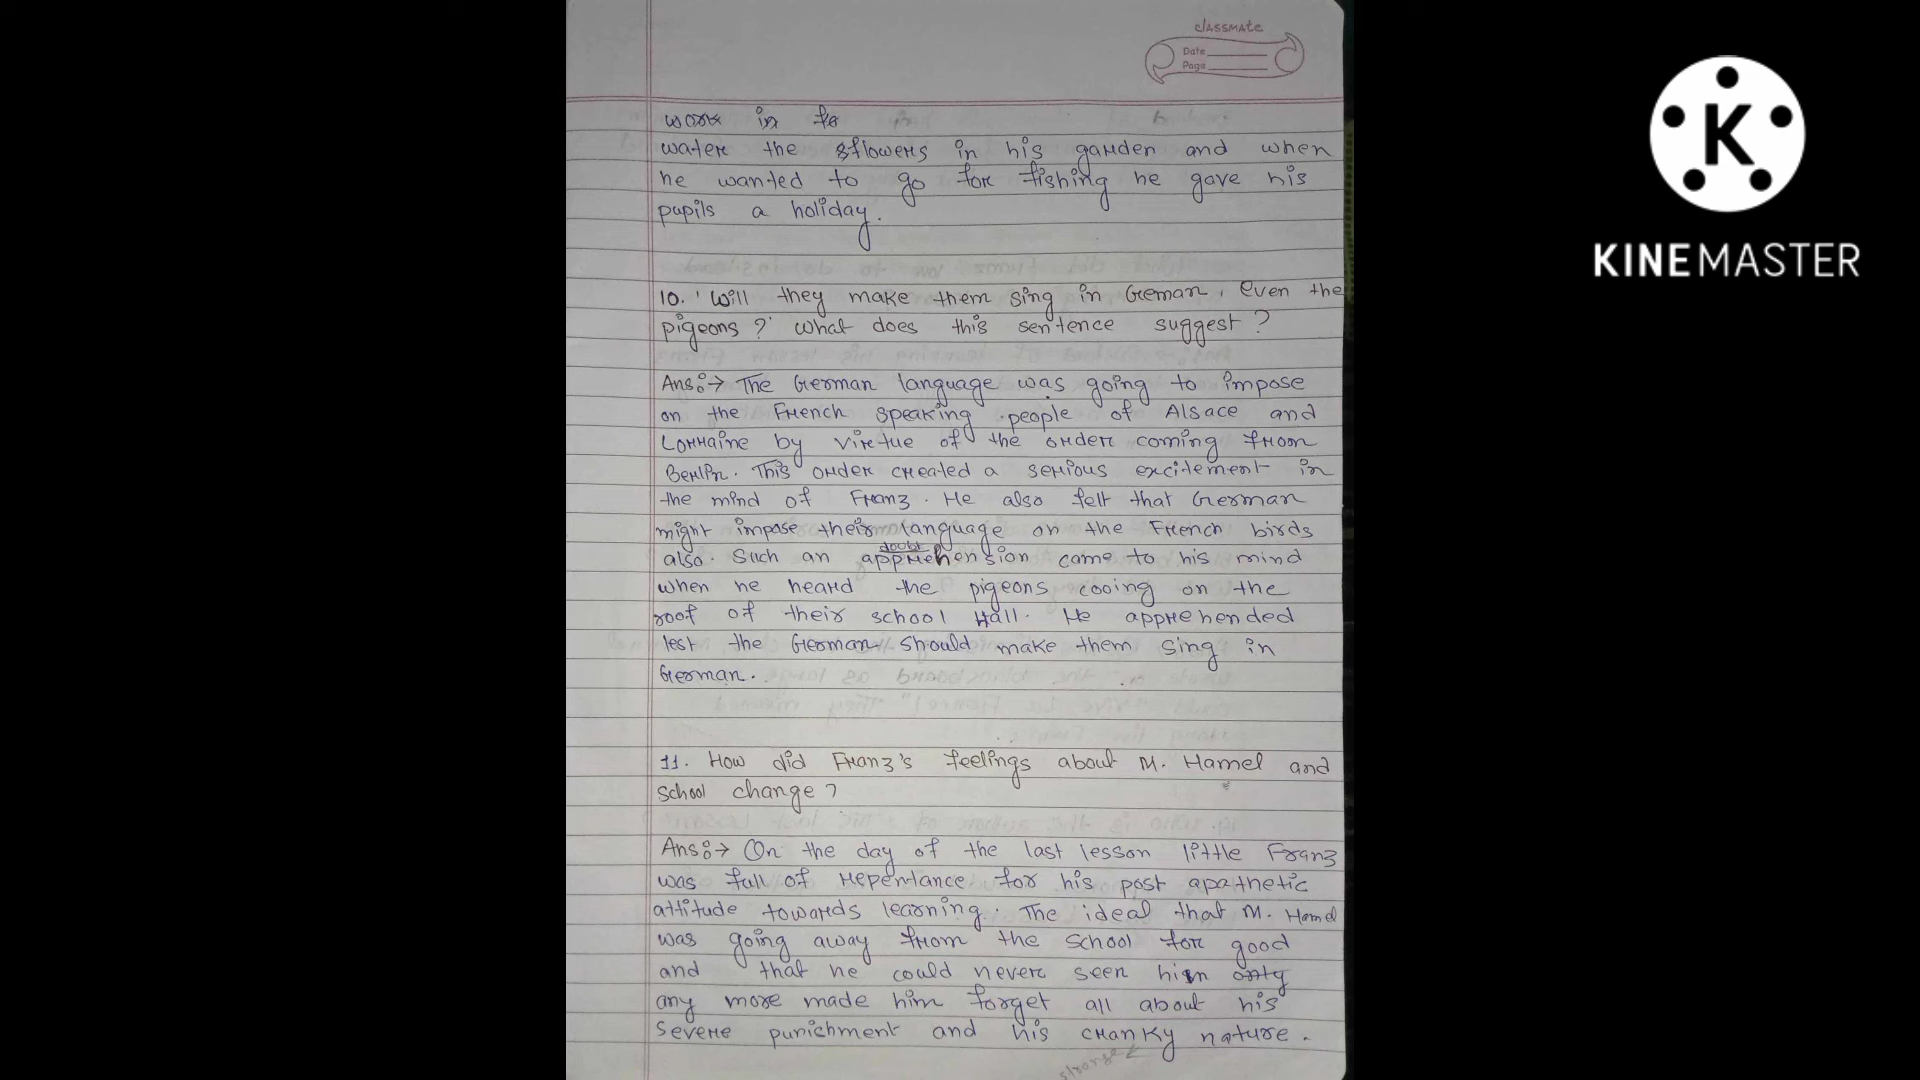 classmate
Date
Page
work in fo
water the flowers in his garden and when
he wanted to go for fishing he gave his
pupils a holiday.
10. 'Will they make them sing in Geman, even the
pigeons?' what does this sentence suggest?
Ans:→ The German language was going to impose
on the French speaking people of Alsace and
Lorraine by virtue of the order coming from
Berlin. This order created a serious excitement in
the mind of Franz. He also felt that German
might impose their language on the French birds
doubt
also. Such an apprehension came to his mind
when he heard the pigeons cooing on the
roof of their school Hall. He apprehended
lest the German should make them sing in
German.
11. How did Franz's feelings about M. Hamel and
school change?
Ans:→ On the day of the last lesson little Franz
was full of repentance for his post apathetic
attitude towards learning. The ideal that M. Hamel
was going away from the school for good
and that he could never seen him only
any more made him forget all about his
severe punichment and his cranky nature.
strange
KINEMASTER